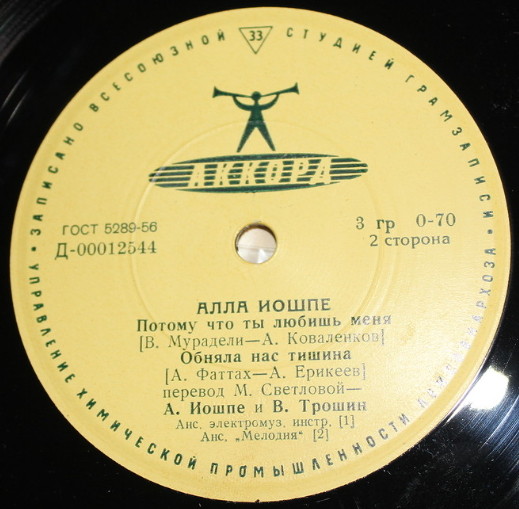 • ЗАПИСАНО ВСЕСОЮЗНОЙ СТУДИЕЙ ГРАМЗАПИСИ •
33
АККОРД
ГОСТ 5289-56
Д-00012544
3 гр 0-70
2 сторона
АЛЛА ИОШПЕ
Потому что ты любишь меня
[В. Мурадели—А. Коваленков]
Обняла нас тишина
[А. Фаттах—А. Ерикеев]
перевод М. Светловой—
А. Иошпе и В. Трошин
Анс. электромуз. инстр. [1]
Анс. „Мелодия" [2]
УПРАВЛЕНИЕ ХИМИЧЕСКОЙ ПРОМЫШЛЕННОСТИ